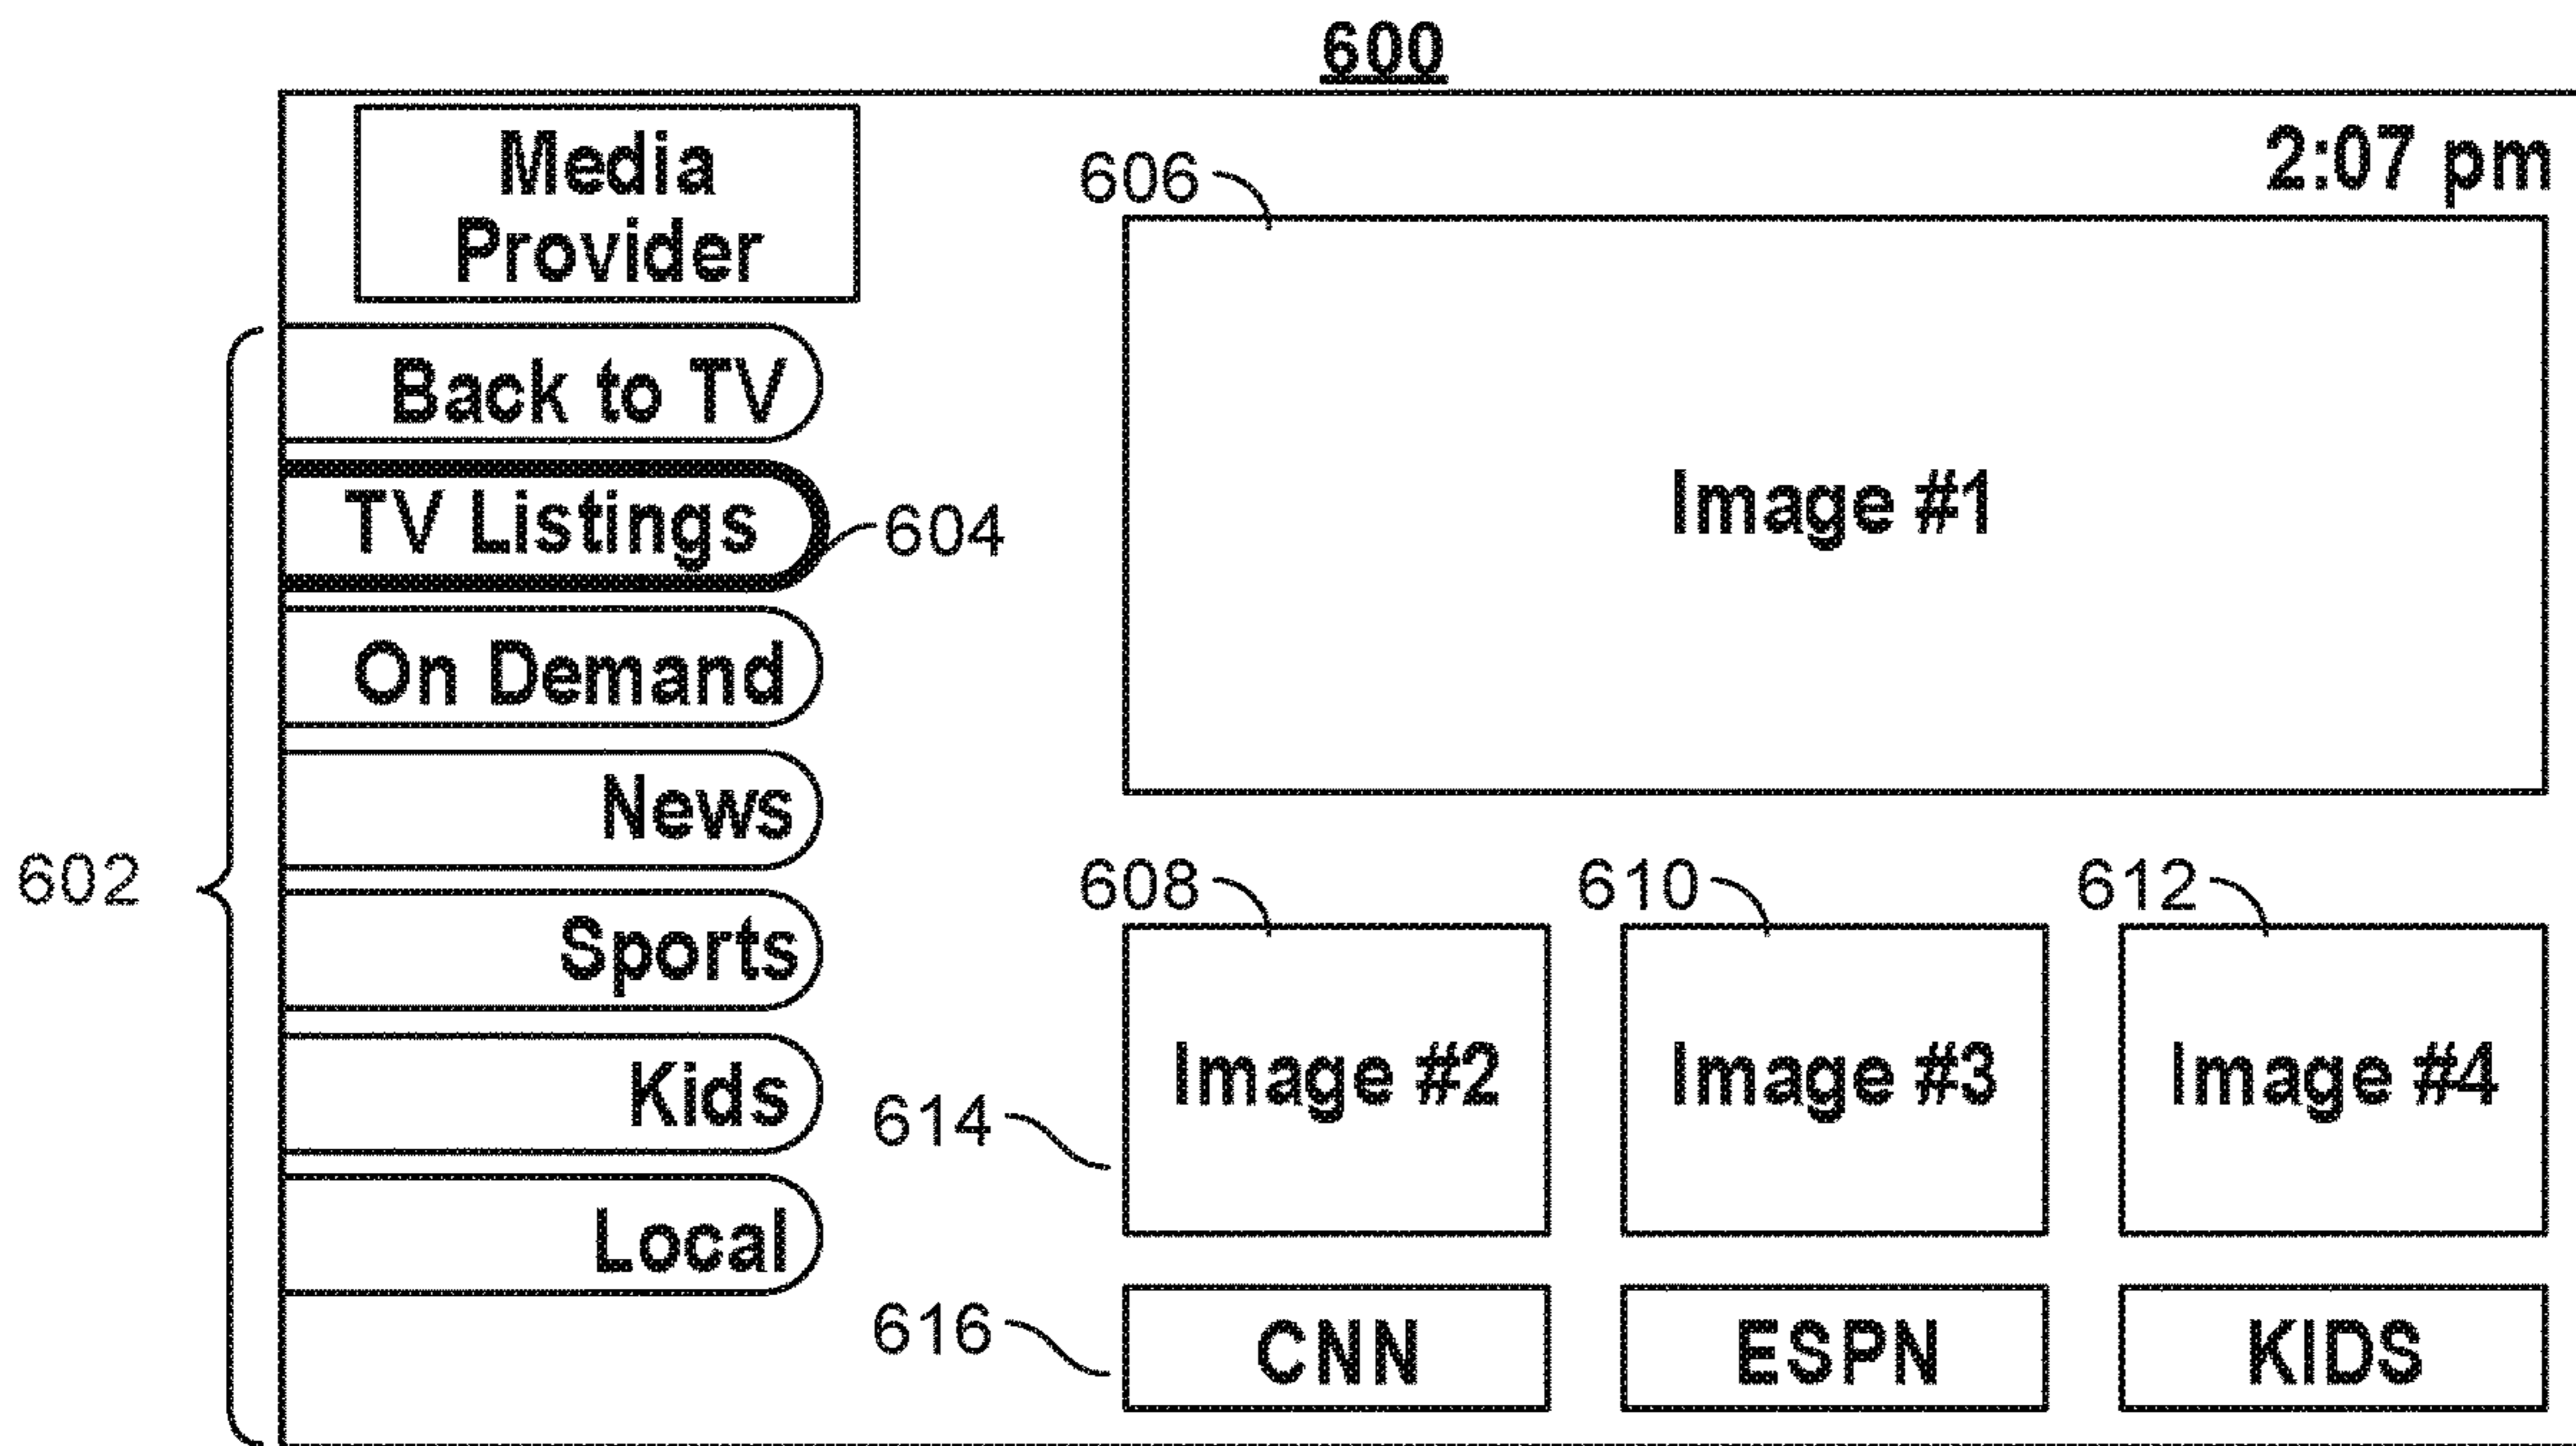 600
Media
Provider
2:07 pm
606
Back to TV
TV Listings
604
Image #1
On Demand
News
602
608
610
612
Sports
Kids
614
Image #2
Image #3
Image #4
Local
616
CNN
ESPN
KIDS